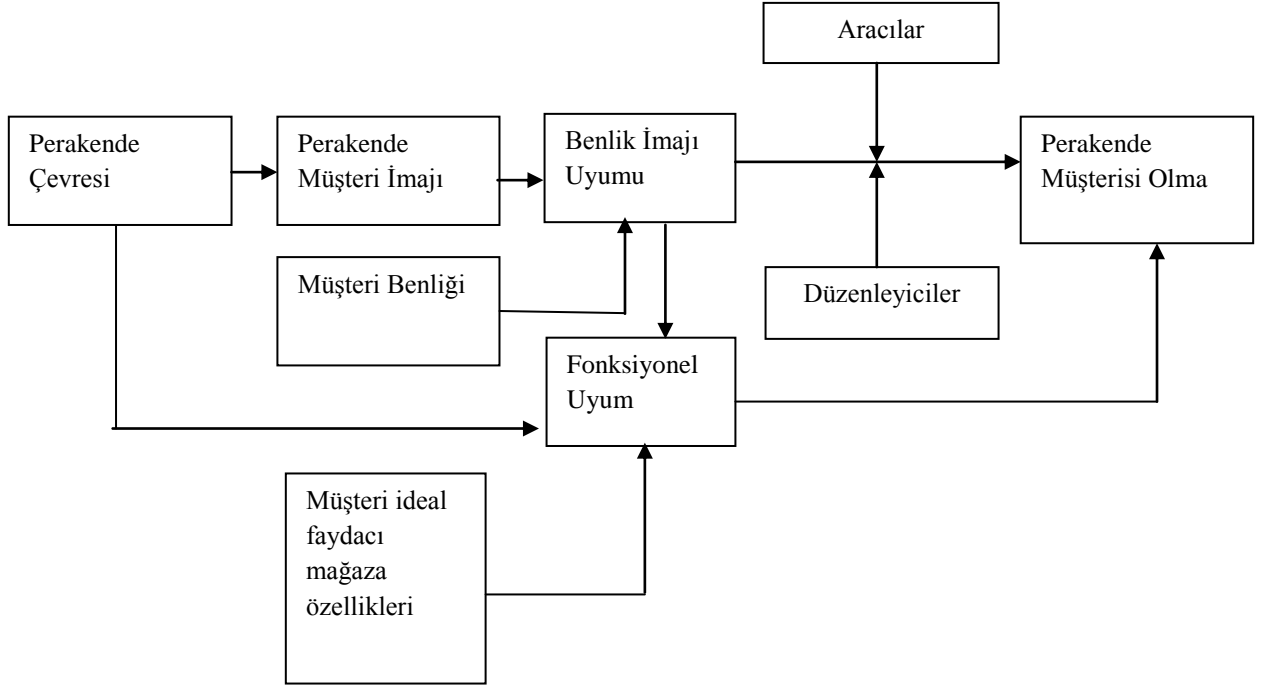 Aracılar
Perakende
Çevresi
Perakende
Müşteri İmajı
Benlik İmajı
Uyumu
Perakende
Müşterisi Olma
Müşteri Benliği
Düzenleyiciler
Fonksiyonel
Uyum
Müşteri ideal
faydacı
mağaza
özellikleri